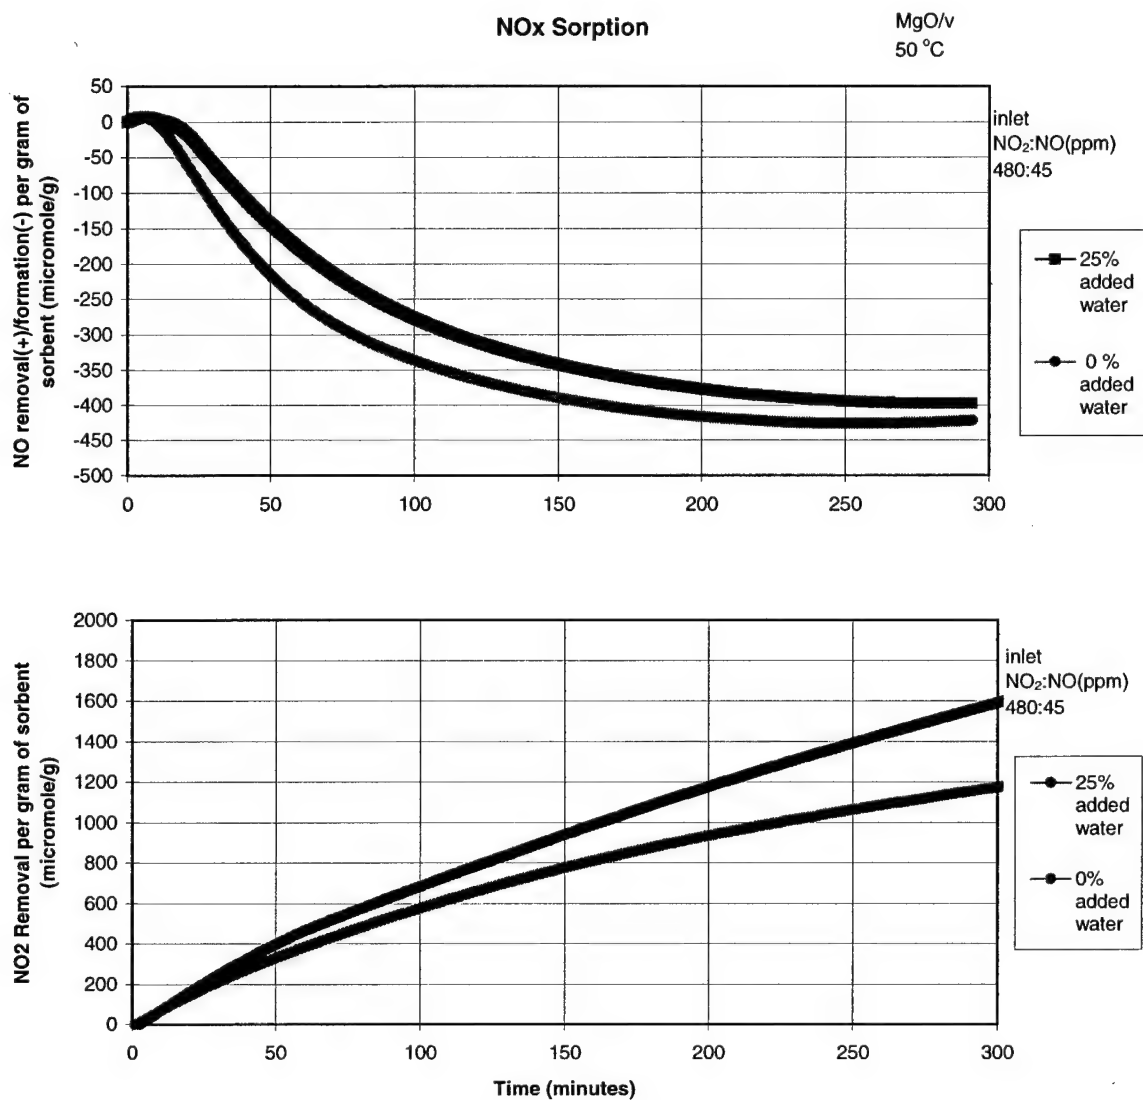 NOx Sorption
MgO/v
50 °C
NO removal(+)/formation(-) per gram of
sorbent (micromole/g)
50
0
-50
-100
-150
-200
-250
-300
-350
-400
-450
-500
0
50
100
150
200
250
300
inlet
NO₂:NO(ppm)
480:45
25%
added
water
0 %
added
water
NO2 Removal per gram of sorbent
(micromole/g)
2000
1800
1600
1400
1200
1000
800
600
400
200
0
0
50
100
150
200
250
300
Time (minutes)
inlet
NO₂:NO(ppm)
480:45
25%
added
water
0%
added
water